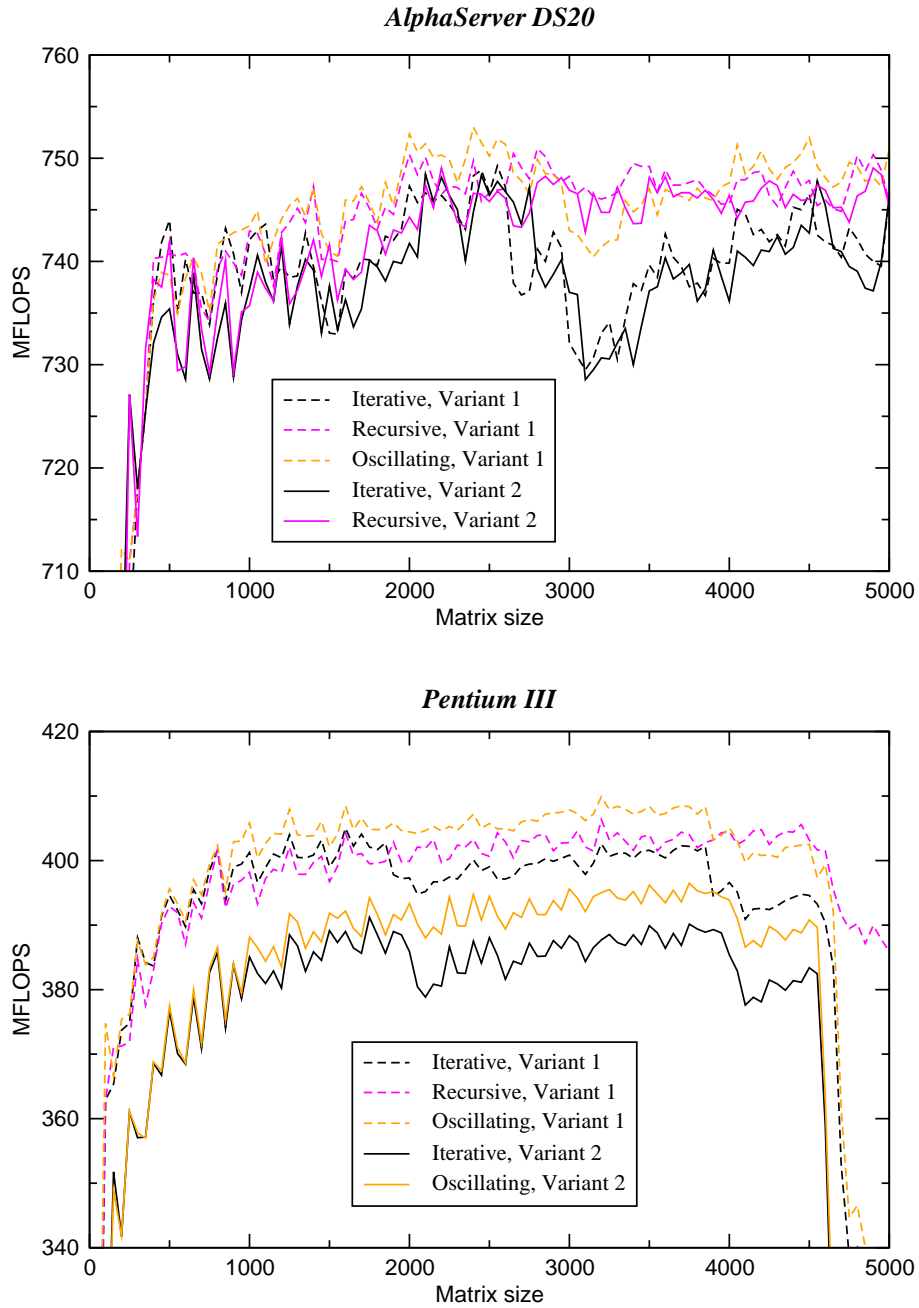 AlphaServer DS20
760
750
740
730
720
710
MFLOPS
Iterative, Variant 1
Recursive, Variant 1
Oscillating, Variant 1
Iterative, Variant 2
Recursive, Variant 2
0 1000 2000 3000 4000 5000
Matrix size
Pentium III
420
400
380
360
340
MFLOPS
Iterative, Variant 1
Recursive, Variant 1
Oscillating, Variant 1
Iterative, Variant 2
Oscillating, Variant 2
0 1000 2000 3000 4000 5000
Matrix size